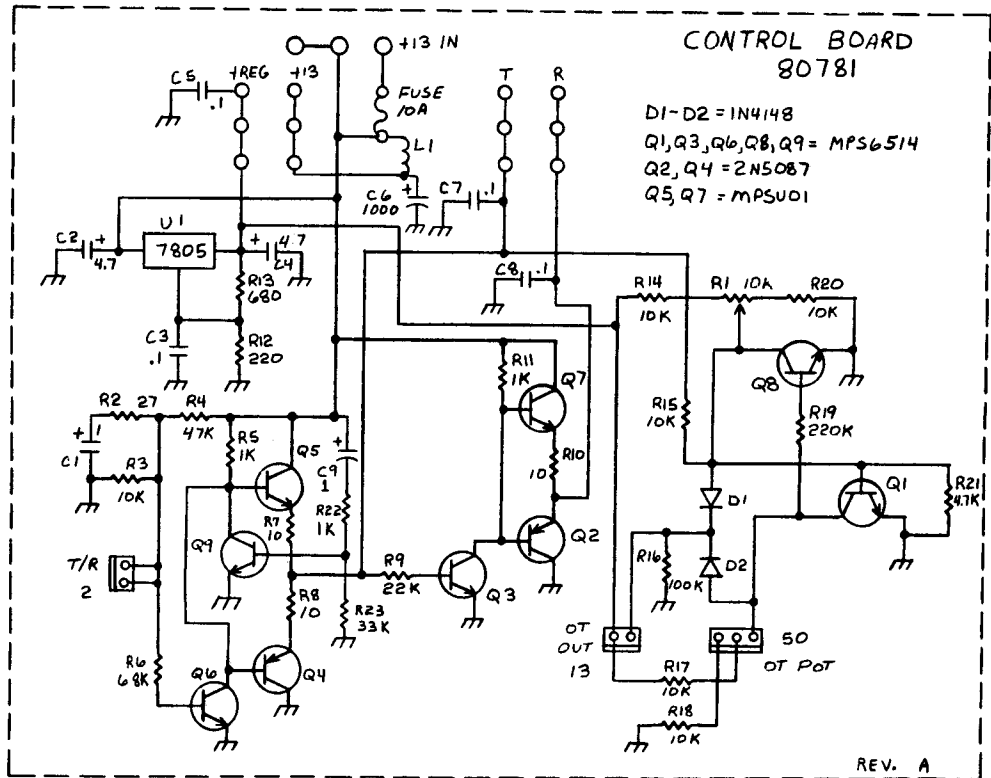 CONTROL BOARD
80781
D1-D2 = 1N4148
Q1,Q3,Q6,Q8,Q9 = MPS6514
Q2, Q4 = 2N5087
Q5, Q7 = MPSU01
+13 IN
C5
.1
+REG
+13
FUSE
10A
T
R
L1
C6
1000
+
C7
.1
U1
7805
C2
+
4.7
+
4.7
C4
R13
680
C8
.1
R14
10K
R1 10K
R20
10K
C3
.1
R12
220
R11
1K
Q7
Q8
R2
27
R4
47K
R15
10K
R19
220K
+
1
C1
R5
1K
Q5
+
C9
1
R10
10
R3
10K
R22
1K
D1
Q1
R21
4.7K
R7
10
Q9
Q2
T/R
2
R9
22K
Q3
R16
100K
D2
R8
10
R23
33K
OT
OUT
13
50
OT POT
R6
68K
Q6
Q4
R17
10K
R18
10K
REV. A